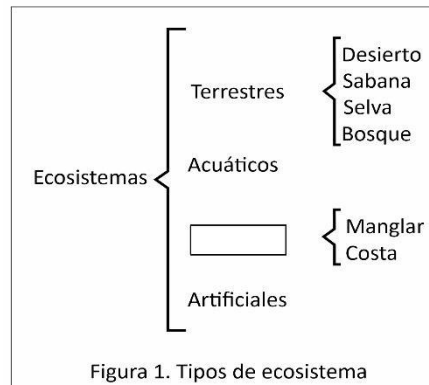 Ecosistemas
Terrestres
Desierto
Sabana
Selva
Bosque
Acuáticos
Manglar
Costa
Artificiales
Figura 1. Tipos de ecosistema